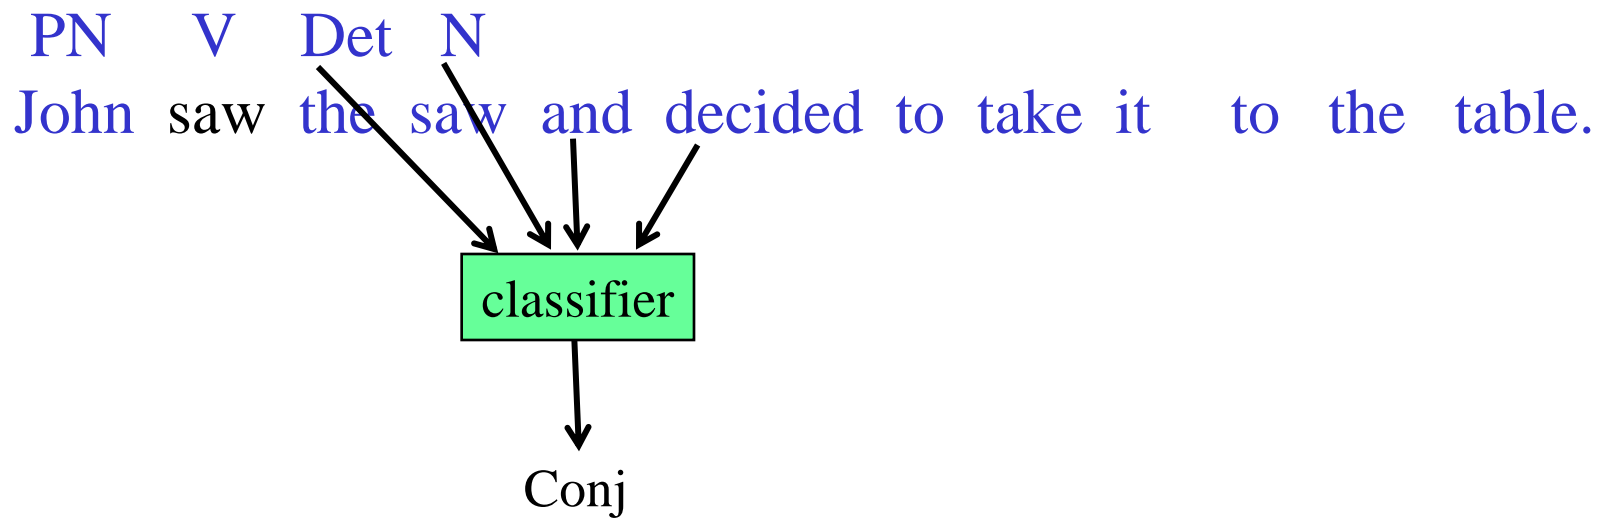 PN V Det N
John saw the saw and decided to take it to the table.
classifier
Conj